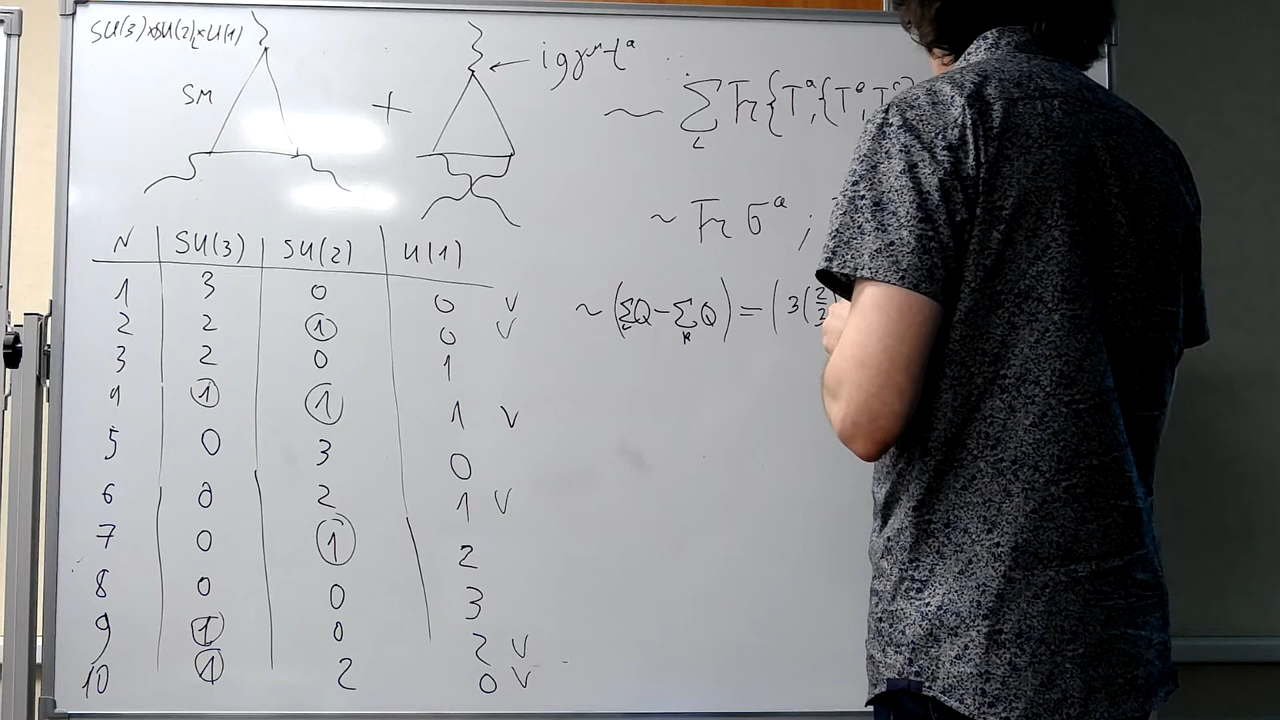 SU(3)×SU(2)L×U(1)
SM
+
igγ^μ t^a
~ Σ_L Tr{T^a,{T^a,T^a
~ Tr σ^a ;
~ (Σ_L Q − Σ_R Q) = (3(2/2
N SU(3) SU(2) U(1)
1 3 0 0 V
2 2 1 0 V
3 2 0 1
4 1 1 1 V
5 0 3 0
6 0 2 1 V
7 0 1 2
8 0 0 3
9 1 0 2 V
10 1 2 0 V